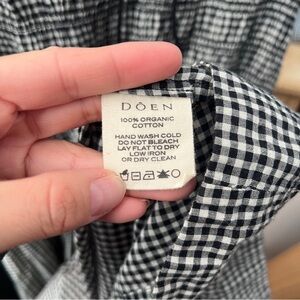 DÔEN
100% ORGANIC
COTTON
HAND WASH COLD
DO NOT BLEACH
LAY FLAT TO DRY
LOW IRON
OR DRY CLEAN